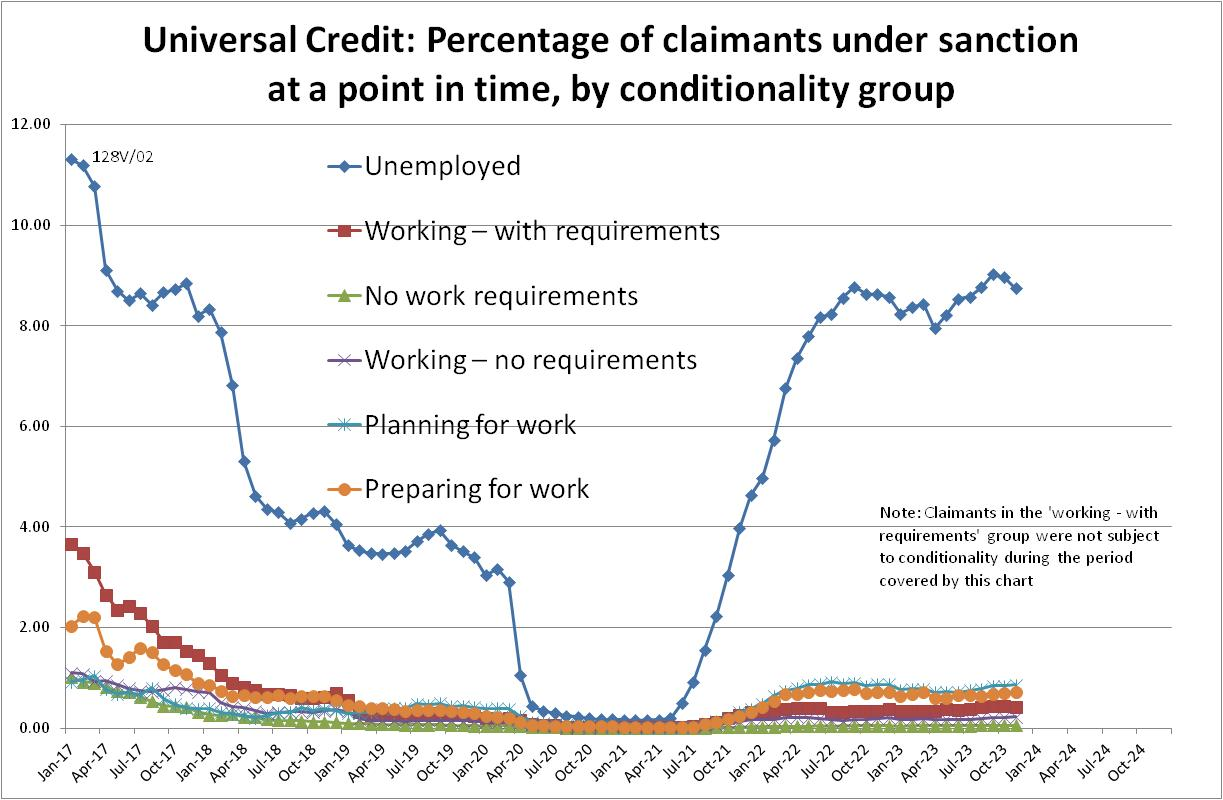 Universal Credit: Percentage of claimants under sanction
at a point in time, by conditionality group
12.00
128V/02
Unemployed
10.00
Working – with requirements
No work requirements
8.00
Working – no requirements
6.00
Planning for work
Preparing for work
4.00
Note: Claimants in the 'working - with
requirements' group were not subject
to conditionality during the period
covered by this chart
2.00
0.00
Jan-17 Apr-17 Jul-17 Oct-17 Jan-18 Apr-18 Jul-18 Oct-18 Jan-19 Apr-19 Jul-19 Oct-19 Jan-20 Apr-20 Jul-20 Oct-20 Jan-21 Apr-21 Jul-21 Oct-21 Jan-22 Apr-22 Jul-22 Oct-22 Jan-23 Apr-23 Jul-23 Oct-23 Jan-24 Apr-24 Jul-24 Oct-24